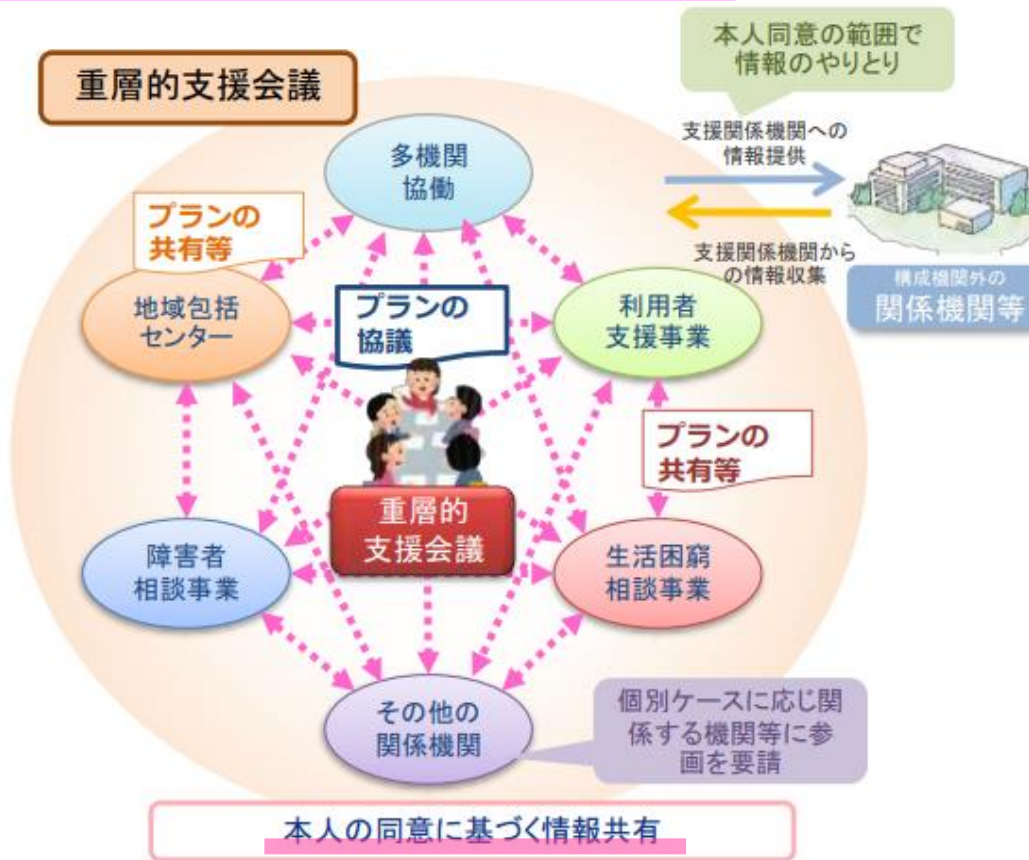 重層的支援会議
本人同意の範囲で
情報のやりとり
支援関係機関への
情報提供
支援関係機関から
の情報収集
構成機関外の
関係機関等
多機関
協働
プランの
共有等
地域包括
センター
プランの
協議
利用者
支援事業
プランの
共有等
重層的
支援会議
障害者
相談事業
生活困窮
相談事業
その他の
関係機関
個別ケースに応じ関
係する機関等に参
画を要請
本人の同意に基づく情報共有